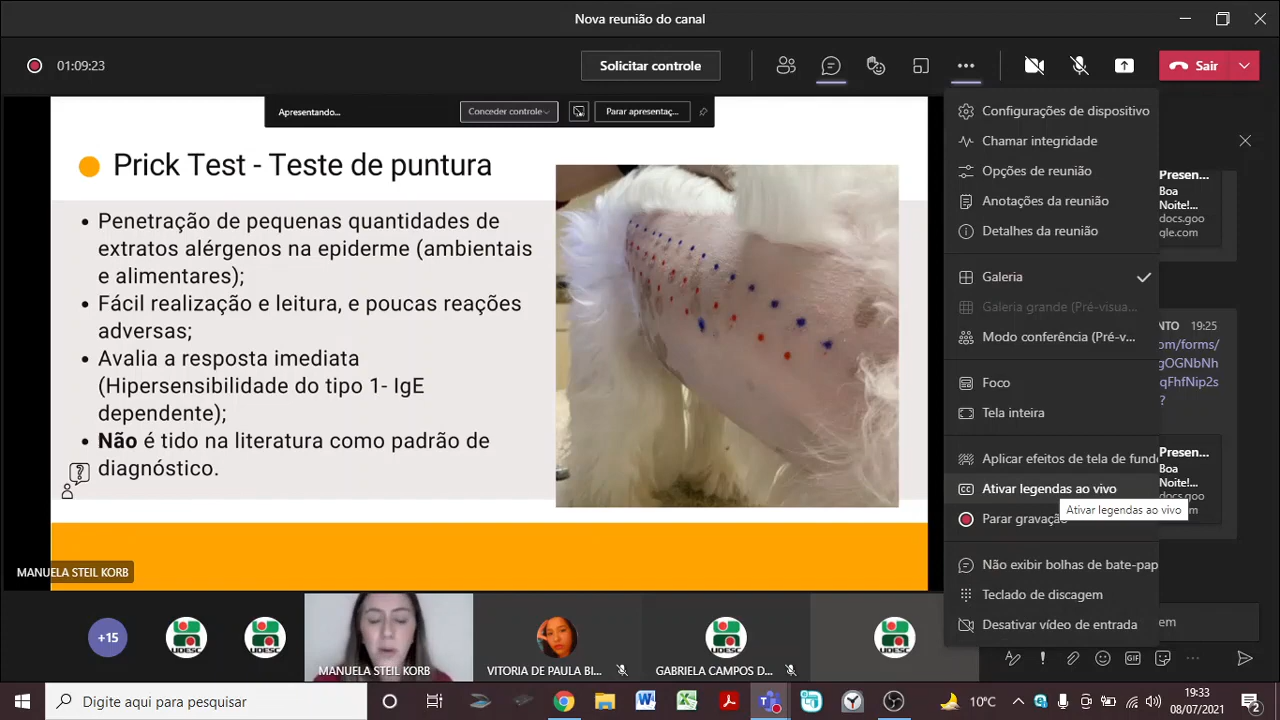 Nova reunião do canal
01:09:23
Solicitar controle
Sair
Apresentando...
Conceder controle
Parar apresentaç...
Prick Test - Teste de puntura
Penetração de pequenas quantidades de
extratos alérgenos na epiderme (ambientais
e alimentares);
Fácil realização e leitura, e poucas reações
adversas;
Avalia a resposta imediata
(Hipersensibilidade do tipo 1- IgE
dependente);
Não é tido na literatura como padrão de
diagnóstico.
MANUELA STEIL KORB
Configurações de dispositivo
Chamar integridade
Opções de reunião
Anotações da reunião
Detalhes da reunião
Galeria
Galeria grande (Pré-visua...
Modo conferência (Pré-v...
Foco
Tela inteira
Aplicar efeitos de tela de fund
Ativar legendas ao vivo
Ativar legendas ao vivo
Parar gravaçã
Não exibir bolhas de bate-pap
Teclado de discagem
Desativar vídeo de entrada
Presen...
Boa
Noite!...
docs.goo
gle.com
NTO 19:25
om/forms/
gOGNbNh
qFhfNip2s
?
Presen...
Boa
Noite!...
docs.goo
m
em
+15
UDESC
UDESC
MANUELA STEIL KORB
VITORIA DE PAULA BI...
UDESC
GABRIELA CAMPOS D...
UDESC
GIF
Digite aqui para pesquisar
10°C
19:33
08/07/2021
2